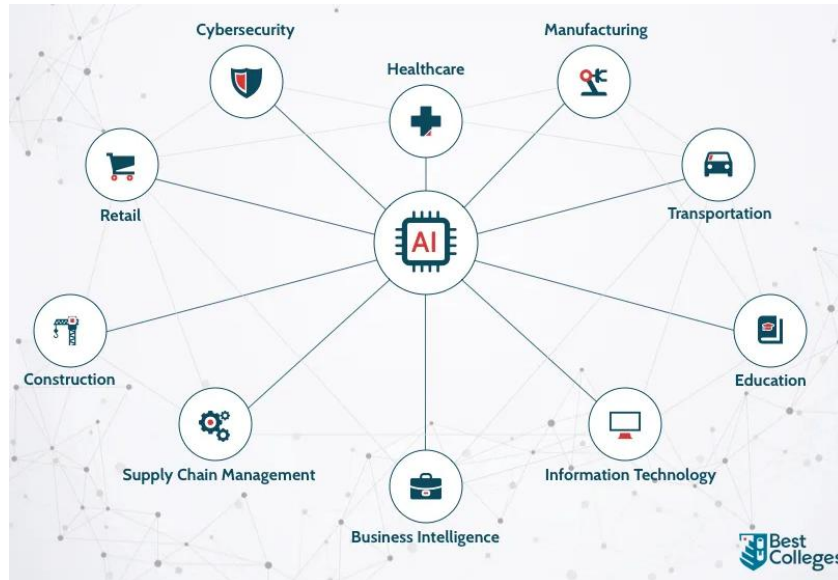 Cybersecurity
Manufacturing
Healthcare
AI
Retail
Transportation
Construction
Education
Supply Chain Management
Information Technology
Business Intelligence
Best
Colleges